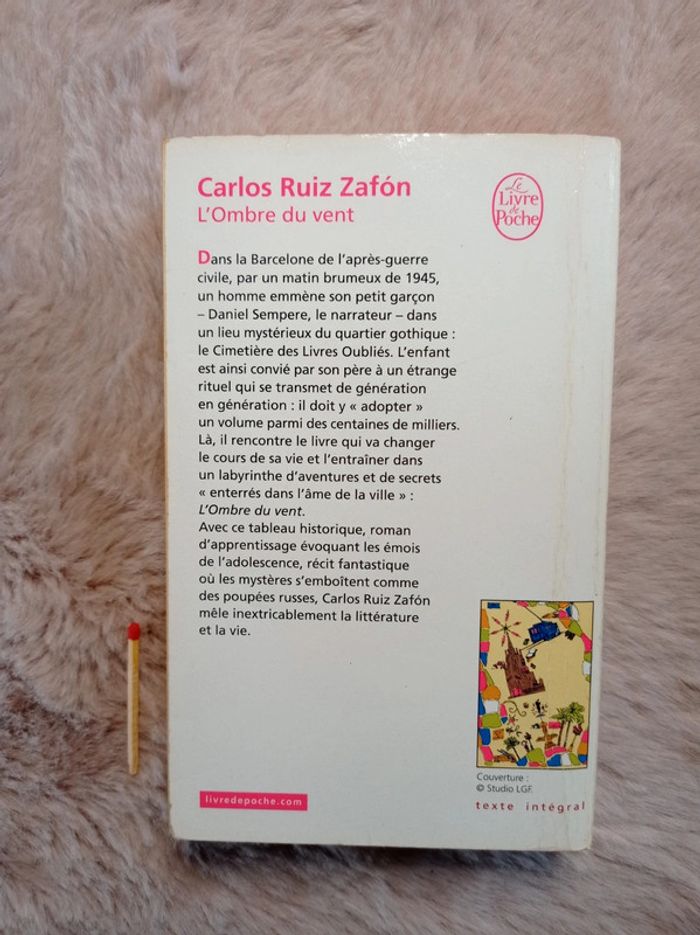 Carlos Ruiz Zafón
L'Ombre du vent
Le
Livre
de
Poche
Dans la Barcelone de l'après-guerre
civile, par un matin brumeux de 1945,
un homme emmène son petit garçon
– Daniel Sempere, le narrateur – dans
un lieu mystérieux du quartier gothique :
le Cimetière des Livres Oubliés. L'enfant
est ainsi convié par son père à un étrange
rituel qui se transmet de génération
en génération : il doit y « adopter »
un volume parmi des centaines de milliers.
Là, il rencontre le livre qui va changer
le cours de sa vie et l'entraîner dans
un labyrinthe d'aventures et de secrets
« enterrés dans l'âme de la ville » :
L'Ombre du vent.
Avec ce tableau historique, roman
d'apprentissage évoquant les émois
de l'adolescence, récit fantastique
où les mystères s'emboîtent comme
des poupées russes, Carlos Ruiz Zafón
mêle inextricablement la littérature
et la vie.
Couverture :
© Studio LGF.
livredepoche.com
texte intégral